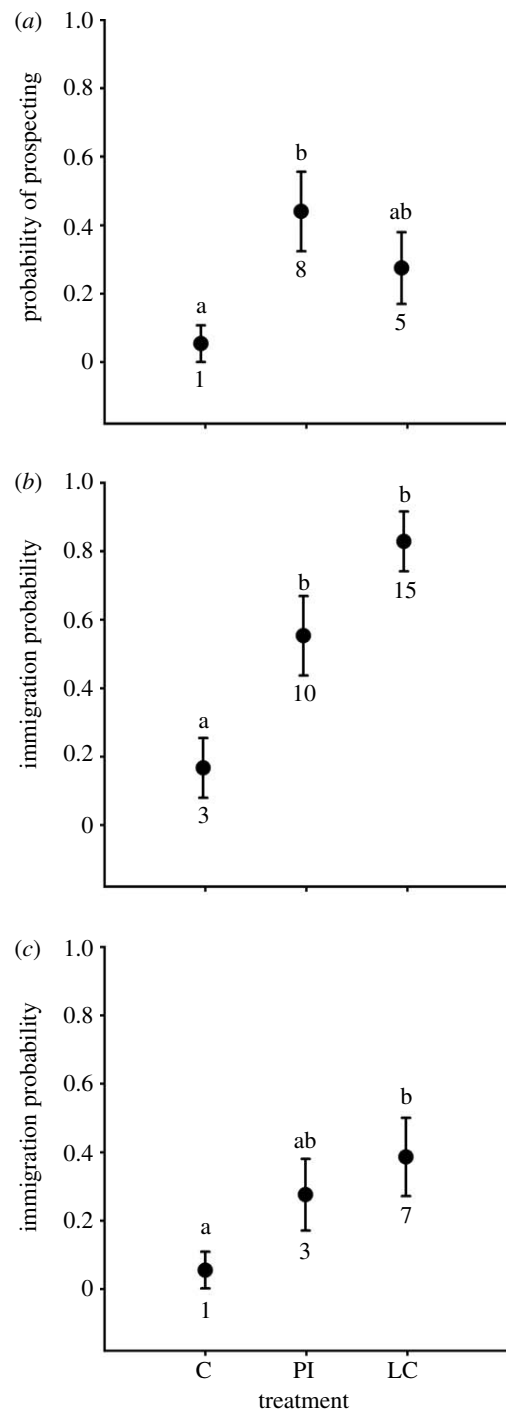 (a)
1.0
0.8
0.6
0.4
0.2
0
probability of prospecting
a
1
b
8
ab
5
(b)
1.0
0.8
0.6
0.4
0.2
0
immigration probability
a
3
b
10
b
15
(c)
1.0
0.8
0.6
0.4
0.2
0
immigration probability
a
1
ab
3
b
7
C PI LC
treatment